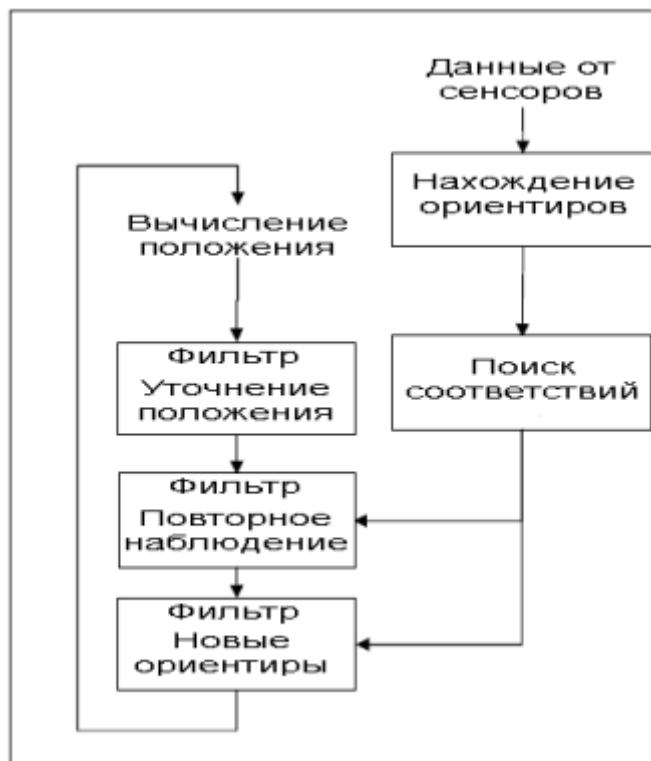 Данные от
сенсоров
Нахождение
ориентиров
Вычисление
положения
Фильтр
Уточнение
положения
Поиск
соответствий
Фильтр
Повторное
наблюдение
Фильтр
Новые
ориентиры